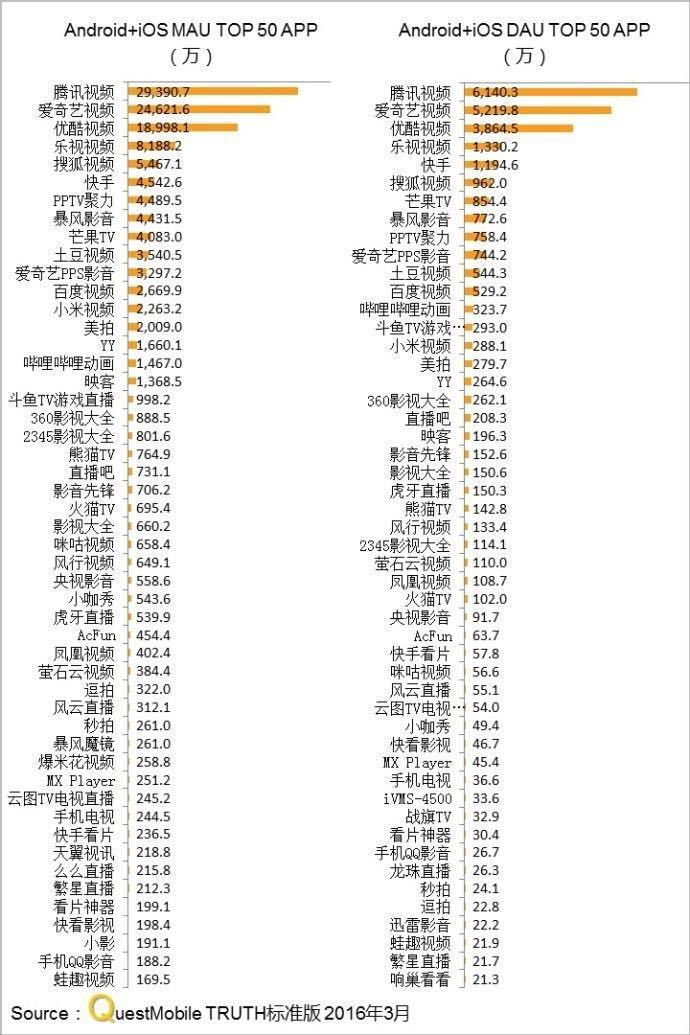 Android+iOS MAU TOP 50 APP
（万）
腾讯视频 29,390.7
爱奇艺视频 24,621.6
优酷视频 18,998.1
乐视视频 8,188.2
搜狐视频 5,467.1
快手 4,542.6
PPTV聚力 4,489.5
暴风影音 4,431.5
芒果TV 4,083.0
土豆视频 3,540.5
爱奇艺PPS影音 3,297.2
百度视频 2,669.9
小米视频 2,263.2
美拍 2,009.0
YY 1,660.1
哔哩哔哩动画 1,467.0
映客 1,368.5
斗鱼TV游戏直播 998.2
360影视大全 888.5
2345影视大全 801.6
熊猫TV 764.9
直播吧 731.1
影音先锋 706.2
火猫TV 695.4
影视大全 660.2
咪咕视频 658.4
风行视频 649.1
央视影音 558.6
小咖秀 543.6
虎牙直播 539.9
AcFun 454.4
凤凰视频 402.4
萤石云视频 384.4
逗拍 322.0
风云直播 312.1
秒拍 261.0
暴风魔镜 261.0
爆米花视频 258.8
MX Player 251.2
云图TV电视直播 245.2
手机电视 244.5
快手看片 236.5
天翼视讯 218.8
么么直播 215.8
繁星直播 212.3
看片神器 199.1
快看影视 198.4
小影 191.1
手机QQ影音 188.2
蛙趣视频 169.5
Android+iOS DAU TOP 50 APP
（万）
腾讯视频 6,140.3
爱奇艺视频 5,219.8
优酷视频 3,864.5
乐视视频 1,330.2
快手 1,194.6
搜狐视频 962.0
芒果TV 854.4
暴风影音 772.6
PPTV聚力 758.4
爱奇艺PPS影音 744.2
土豆视频 544.3
百度视频 529.2
哔哩哔哩动画 323.7
斗鱼TV游戏… 293.0
小米视频 288.1
美拍 279.7
YY 264.6
360影视大全 262.1
直播吧 208.3
映客 196.3
影音先锋 152.6
影视大全 150.6
虎牙直播 150.3
熊猫TV 142.8
风行视频 133.4
2345影视大全 114.1
萤石云视频 110.0
凤凰视频 108.7
火猫TV 102.0
央视影音 91.7
AcFun 63.7
快手看片 57.8
咪咕视频 56.6
风云直播 55.1
云图TV电视… 54.0
小咖秀 49.4
快看影视 46.7
MX Player 45.4
手机电视 36.6
iVMS-4500 33.6
战旗TV 32.9
看片神器 30.4
手机QQ影音 26.7
龙珠直播 26.3
秒拍 24.1
逗拍 22.8
迅雷影音 22.2
蛙趣视频 21.9
繁星直播 21.7
响巢看看 21.3
Source：QuestMobile TRUTH标准版 2016年3月